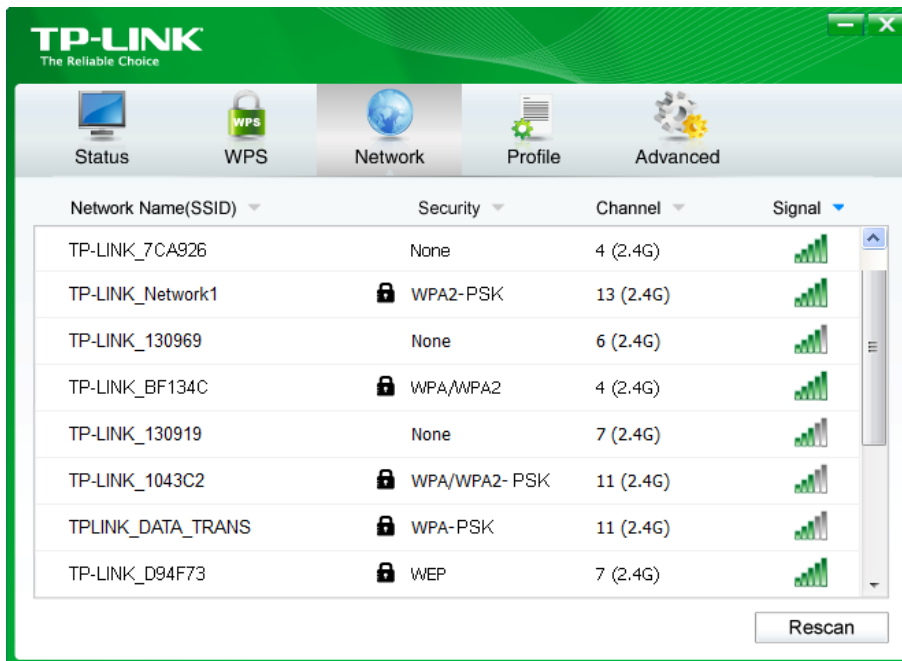 TP-LINK
The Reliable Choice
WPS
Status WPS Network Profile Advanced
Network Name(SSID) Security Channel Signal
TP-LINK_7CA926 None 4 (2.4G)
TP-LINK_Network1 WPA2-PSK 13 (2.4G)
TP-LINK_130969 None 6 (2.4G)
TP-LINK_BF134C WPA/WPA2 4 (2.4G)
TP-LINK_130919 None 7 (2.4G)
TP-LINK_1043C2 WPA/WPA2- PSK 11 (2.4G)
TPLINK_DATA_TRANS WPA-PSK 11 (2.4G)
TP-LINK_D94F73 WEP 7 (2.4G)
Rescan